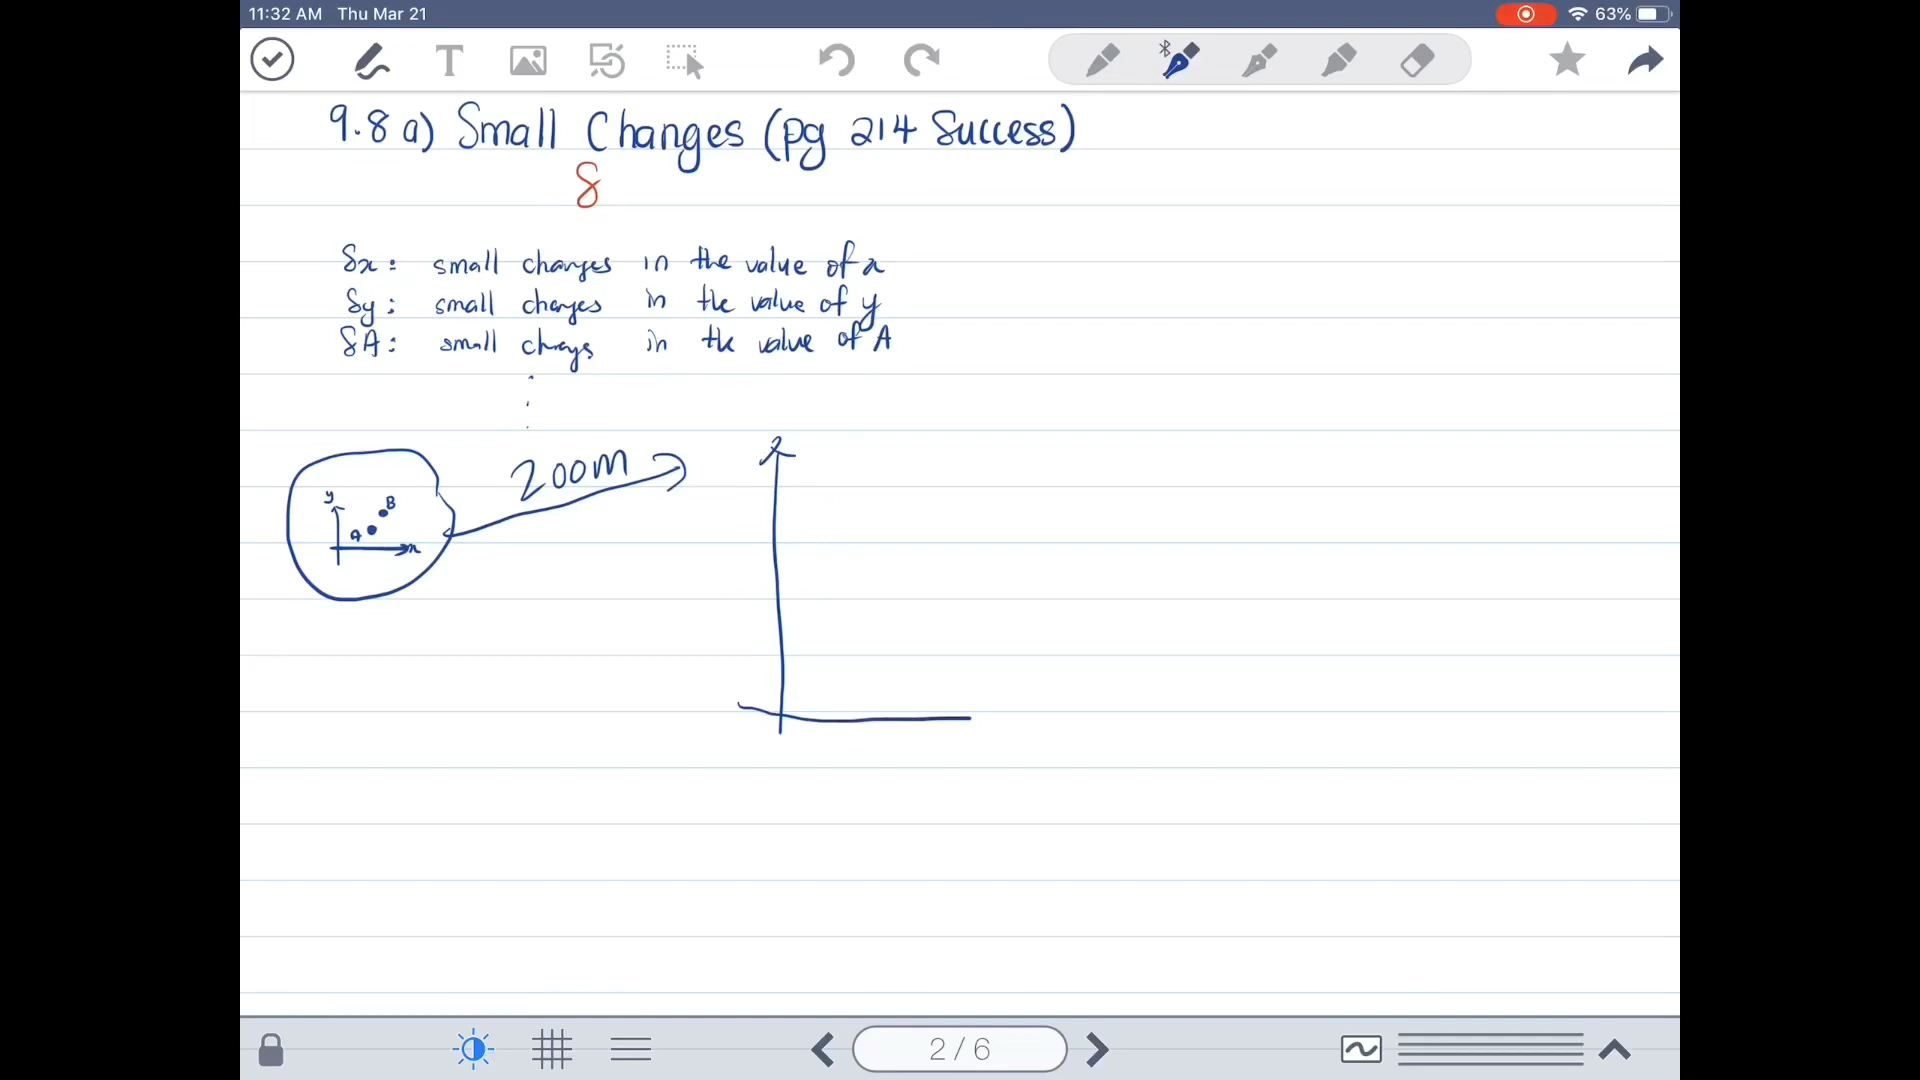 11:32 AM Thu Mar 21
63%
T
9.8 a) Small Changes (pg 214 Success)
δ
δx: small changes in the value of x
δy: small changes in the value of y
δA: small changes in the value of A
ZOOM
y
B
A
x
2 / 6